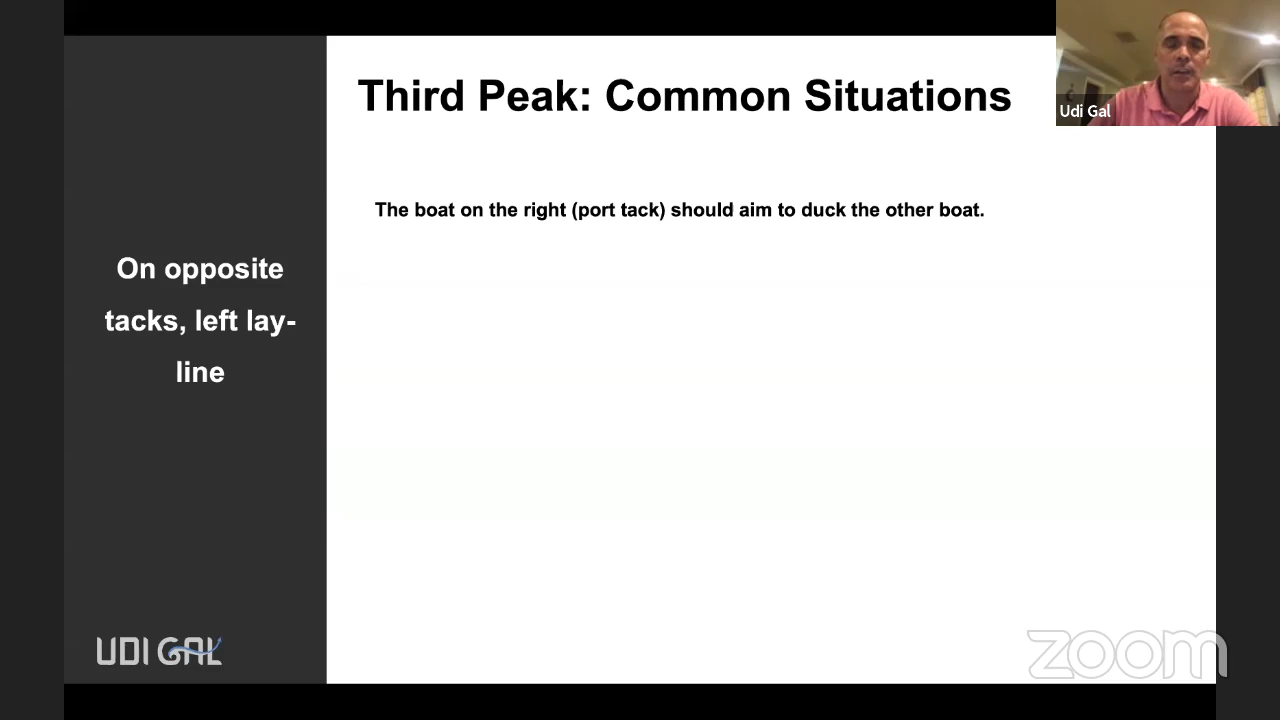 Third Peak: Common Situations
Udi Gal
The boat on the right (port tack) should aim to duck the other boat.
On opposite
tacks, left lay-
line
UDI GAL
zoom